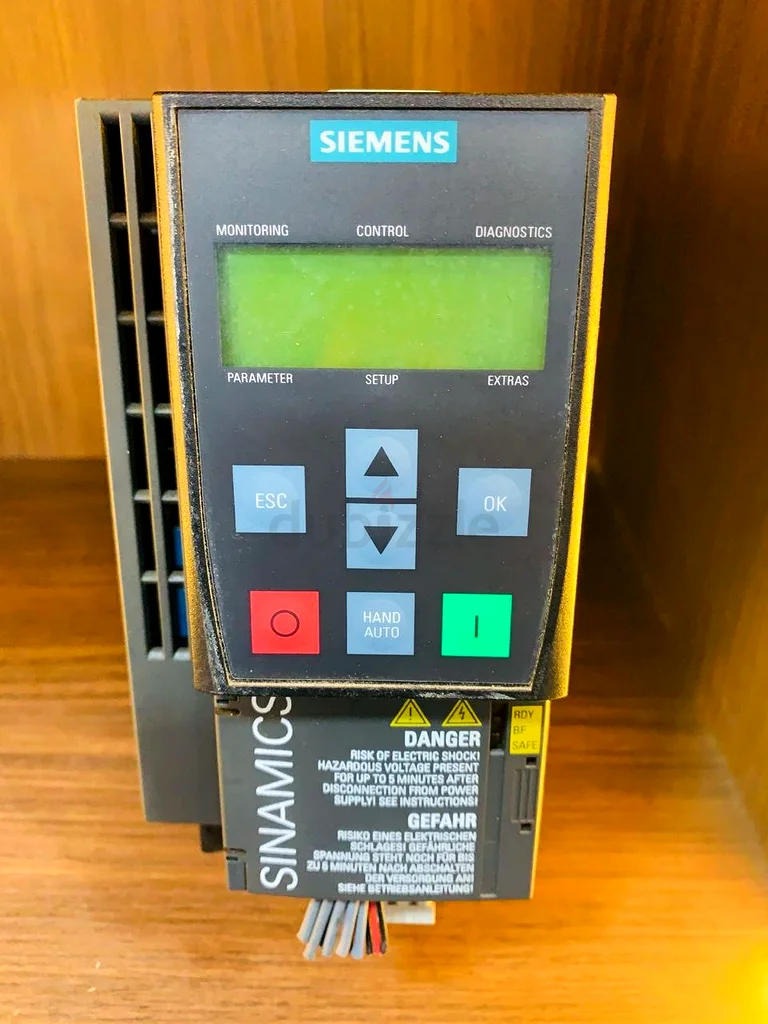 SIEMENS
MONITORING CONTROL DIAGNOSTICS
PARAMETER SETUP EXTRAS
ESC
OK
dubizzle
HAND
AUTO
SINAMICS
DANGER
RISK OF ELECTRIC SHOCK!
HAZARDOUS VOLTAGE PRESENT
FOR UP TO 5 MINUTES AFTER
DISCONNECTION FROM POWER
SUPPLY! SEE INSTRUCTIONS!
GEFAHR
RISIKO EINES ELEKTRISCHEN
SCHLAGES! GEFÄHRLICHE
SPANNUNG STEHT NOCH FÜR BIS
ZU 5 MINUTEN NACH ABSCHALTEN
DER VERSORGUNG AN!
SIEHE BETRIEBSANLEITUNG!
RDY
BF
SAFE